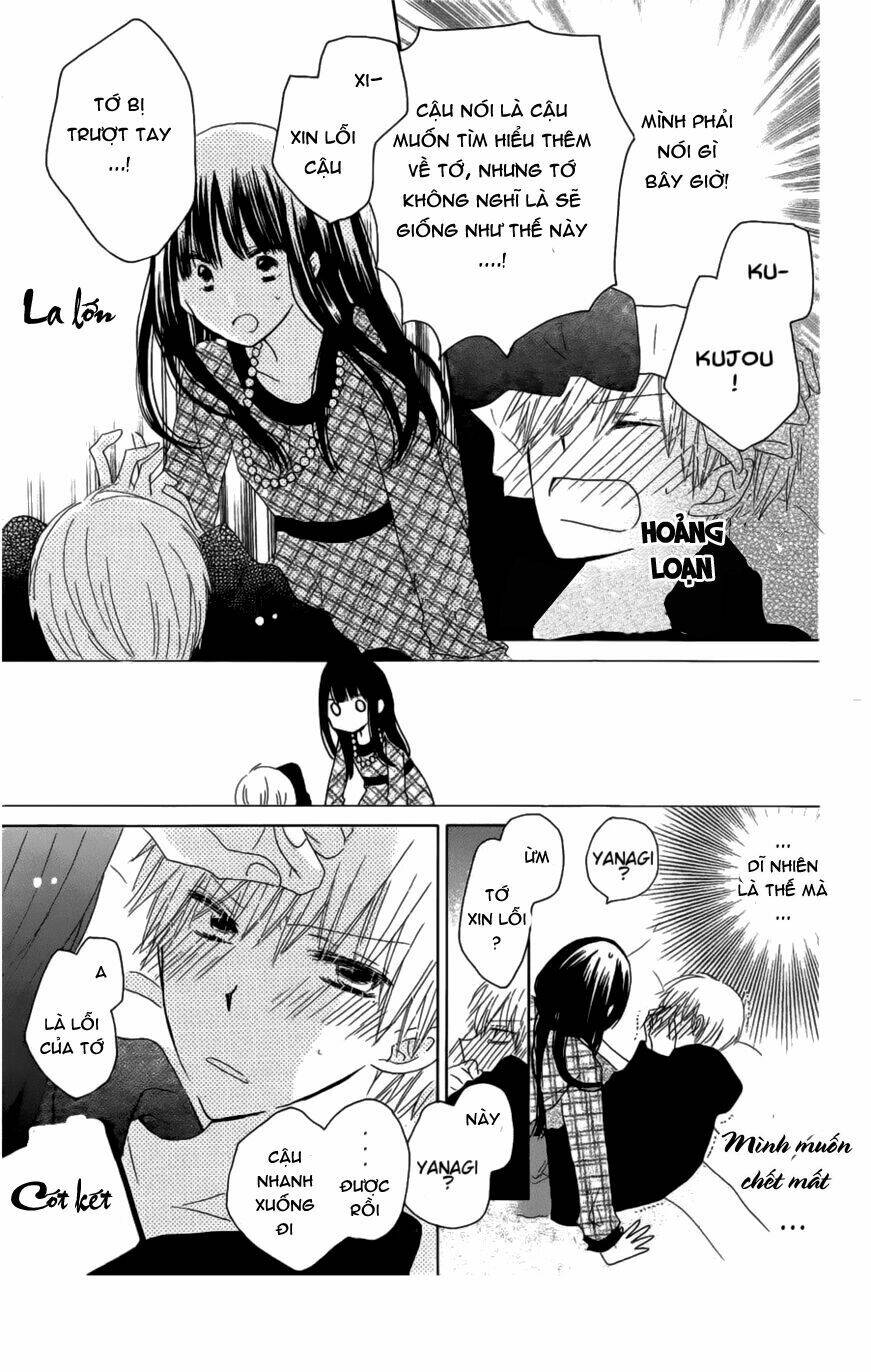 KU-
KUJOU
!
HOẢNG
LOẠN
MÌNH PHẢI
NÓI GÌ
BÂY GIỜ!
CẬU NÓI LÀ CẬU
MUỐN TÌM HIỂU THÊM
VỀ TỚ, NHƯNG TỚ
KHÔNG NGHĨ LÀ SẼ
GIỐNG NHƯ THẾ NÀY
....!
XI-
XIN LỖI
CẬU
TỚ BỊ
TRƯỢT TAY
...!
La lớn
...
DĨ NHIÊN
LÀ THẾ MÀ
...
YANAGI
?
Mình muốn
chết mất
...
ỪM
TỚ
XIN LỖI
?
NÀY
YANAGI
?
....
ĐƯỢC
RỒI
CẬU
NHANH
XUỐNG
ĐI
A
LÀ LỖI
CỦA TỚ
Cót két